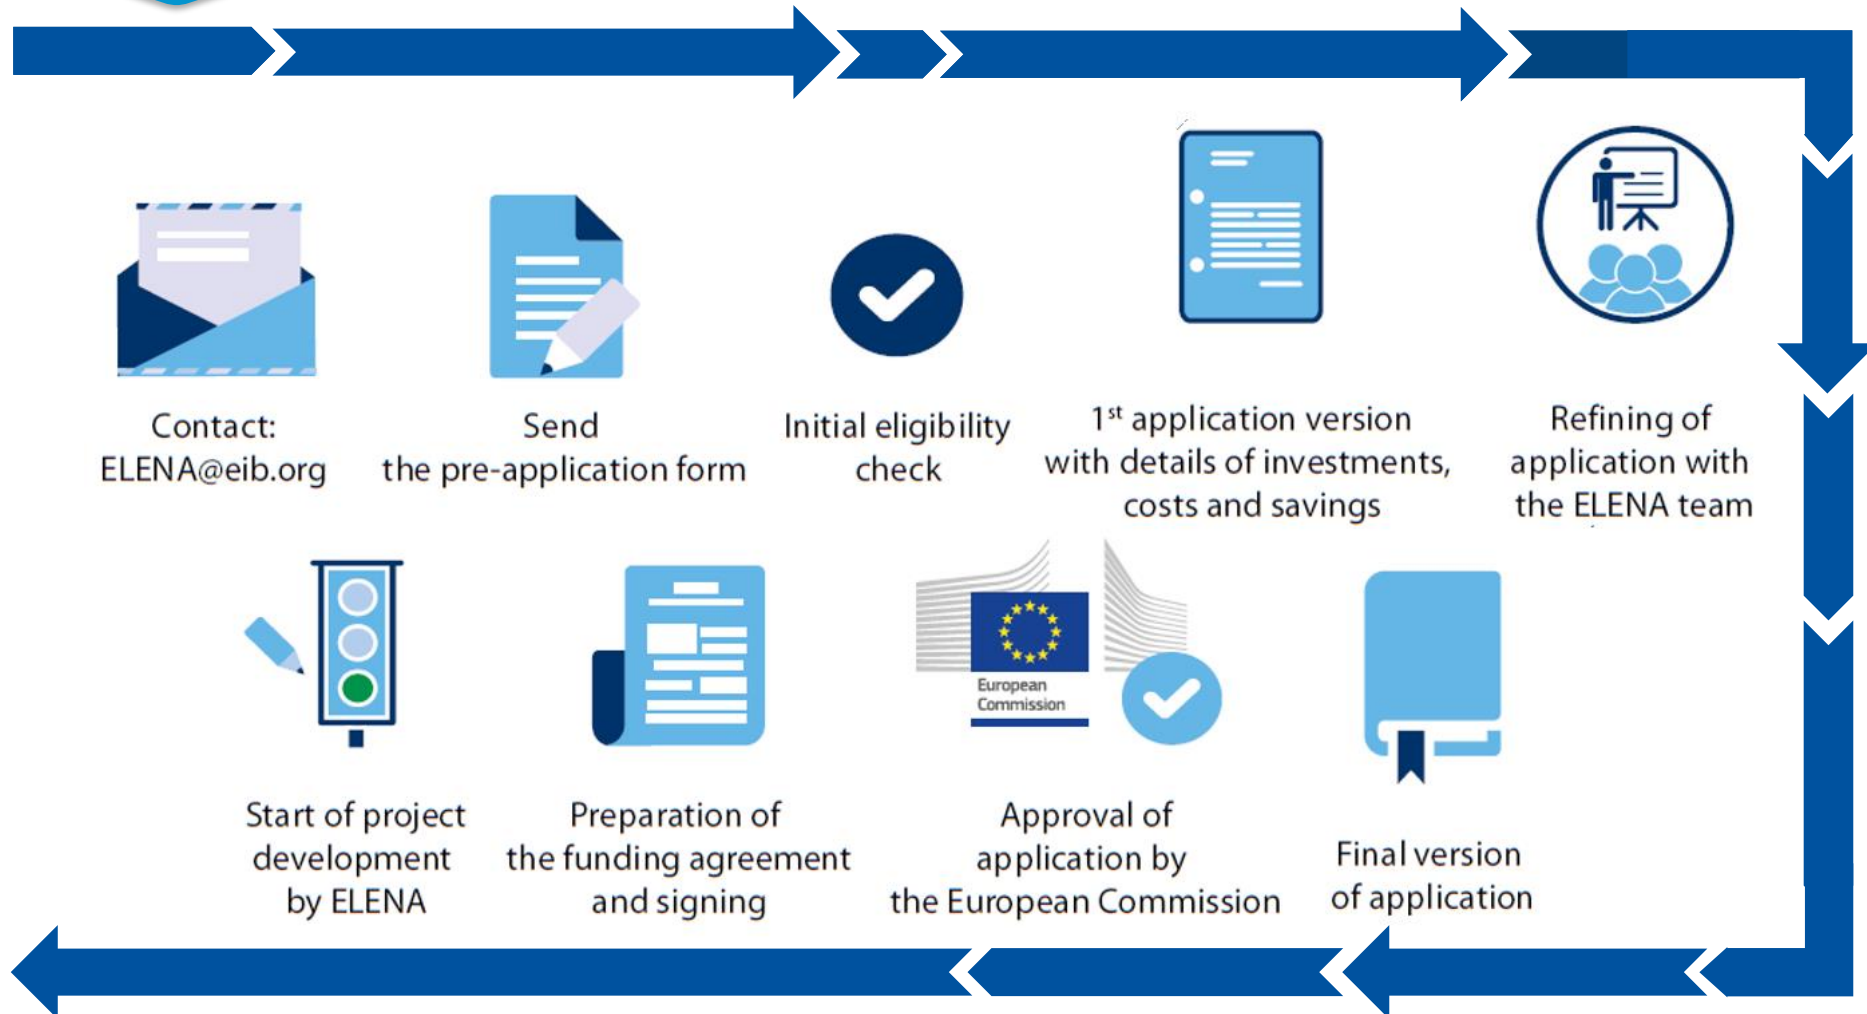 Contact:
ELENA@eib.org
Send
the pre-application form
Initial eligibility
check
1st application version
with details of investments,
costs and savings
Refining of
application with
the ELENA team
Start of project
development
by ELENA
Preparation of
the funding agreement
and signing
European
Commission
Approval of
application by
the European Commission
Final version
of application